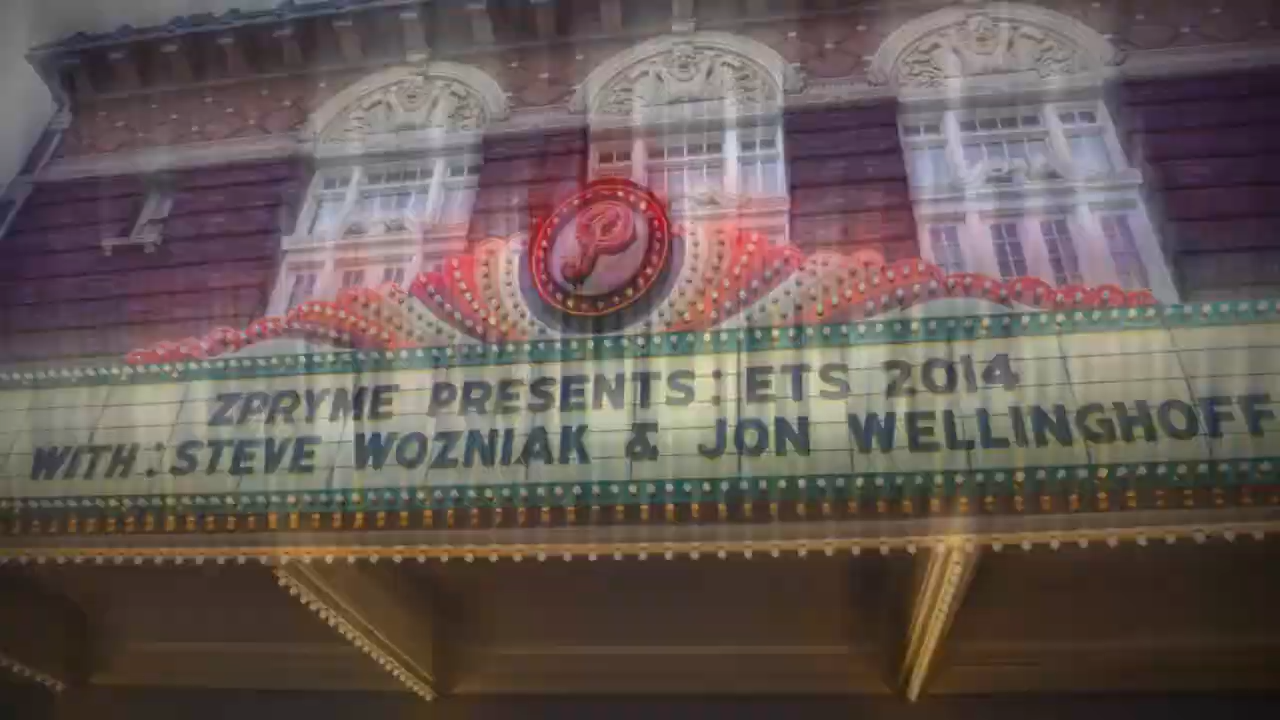 P
ZPRYME PRESENTS: ETS 2014
WITH: STEVE WOZNIAK & JON WELLINGHOFF